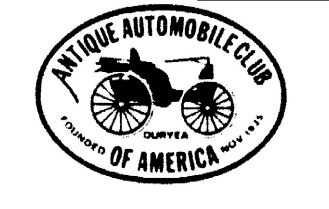 ANTIQUE AUTOMOBILE CLUB
DURYEA
FOUNDED NOV 1935
OF AMERICA